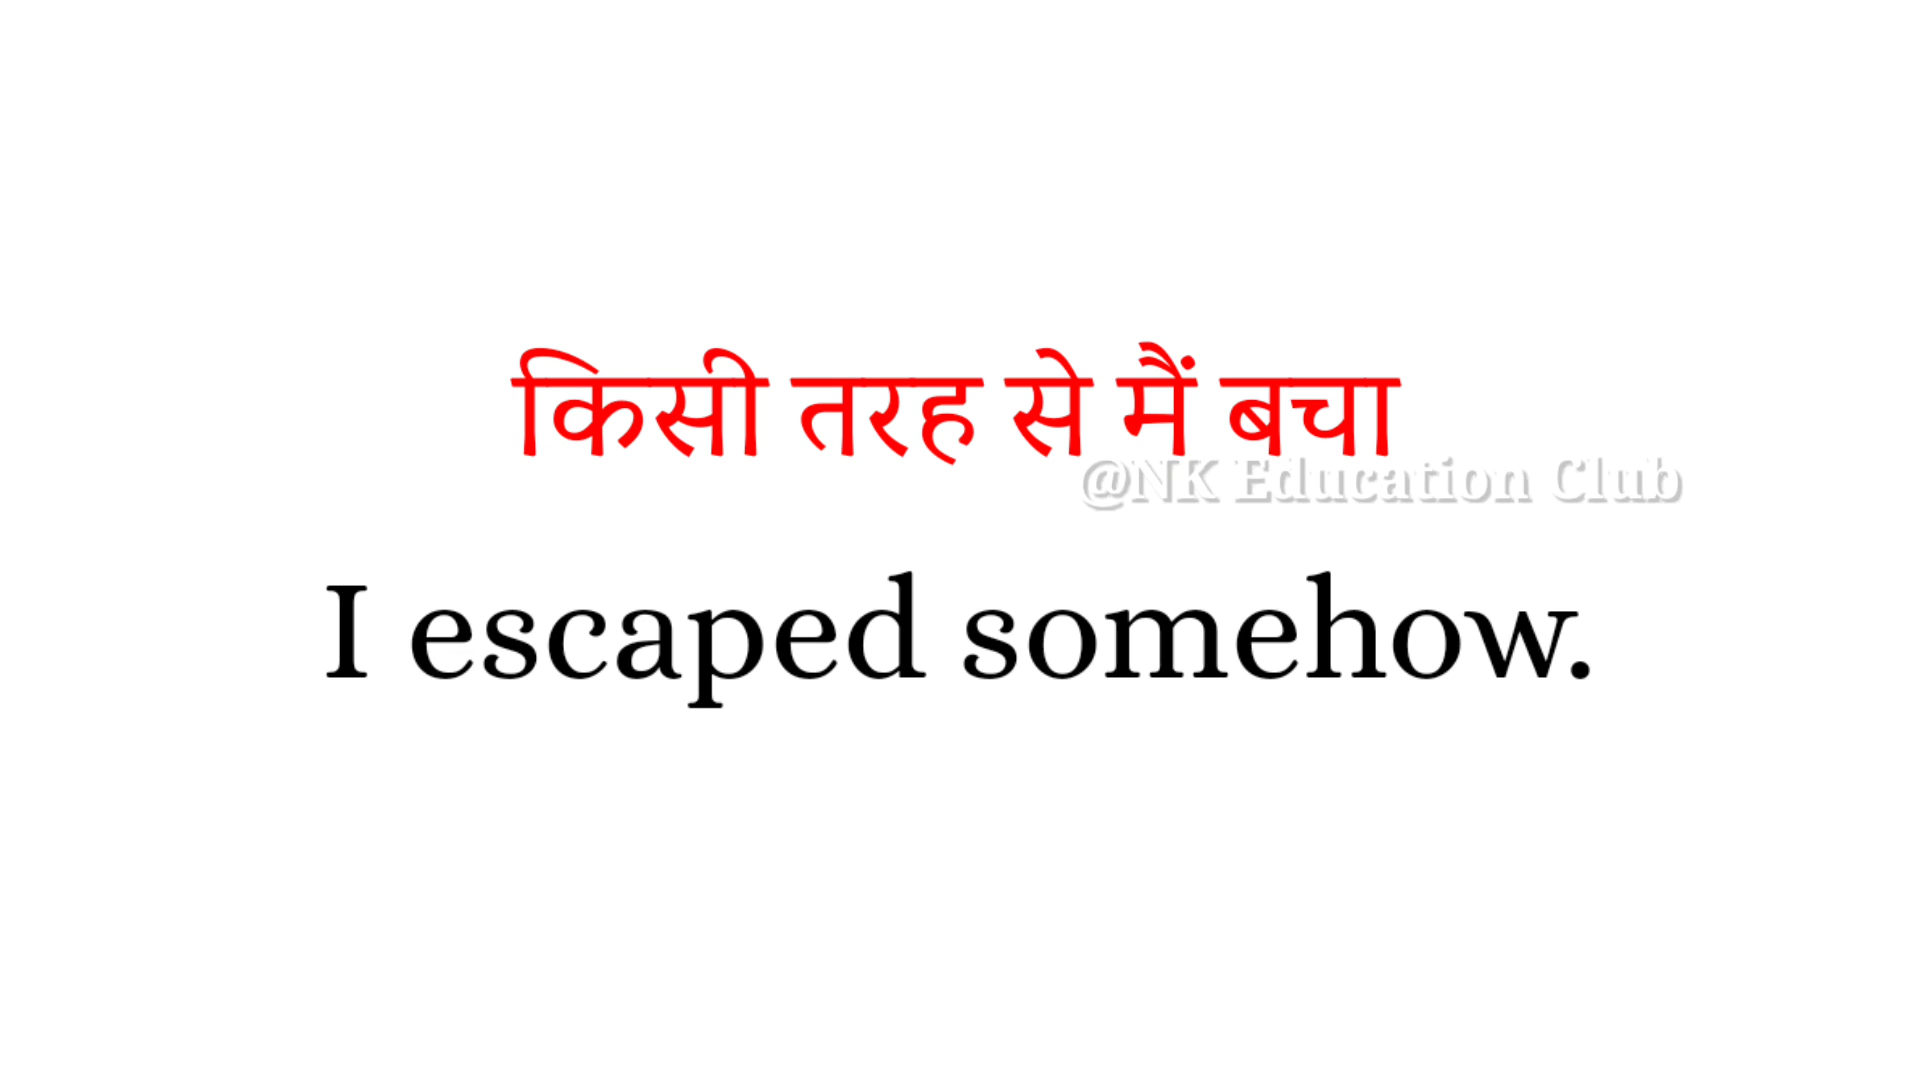 किसी तरह से मैं बचा
@NK Education Club
I escaped somehow.